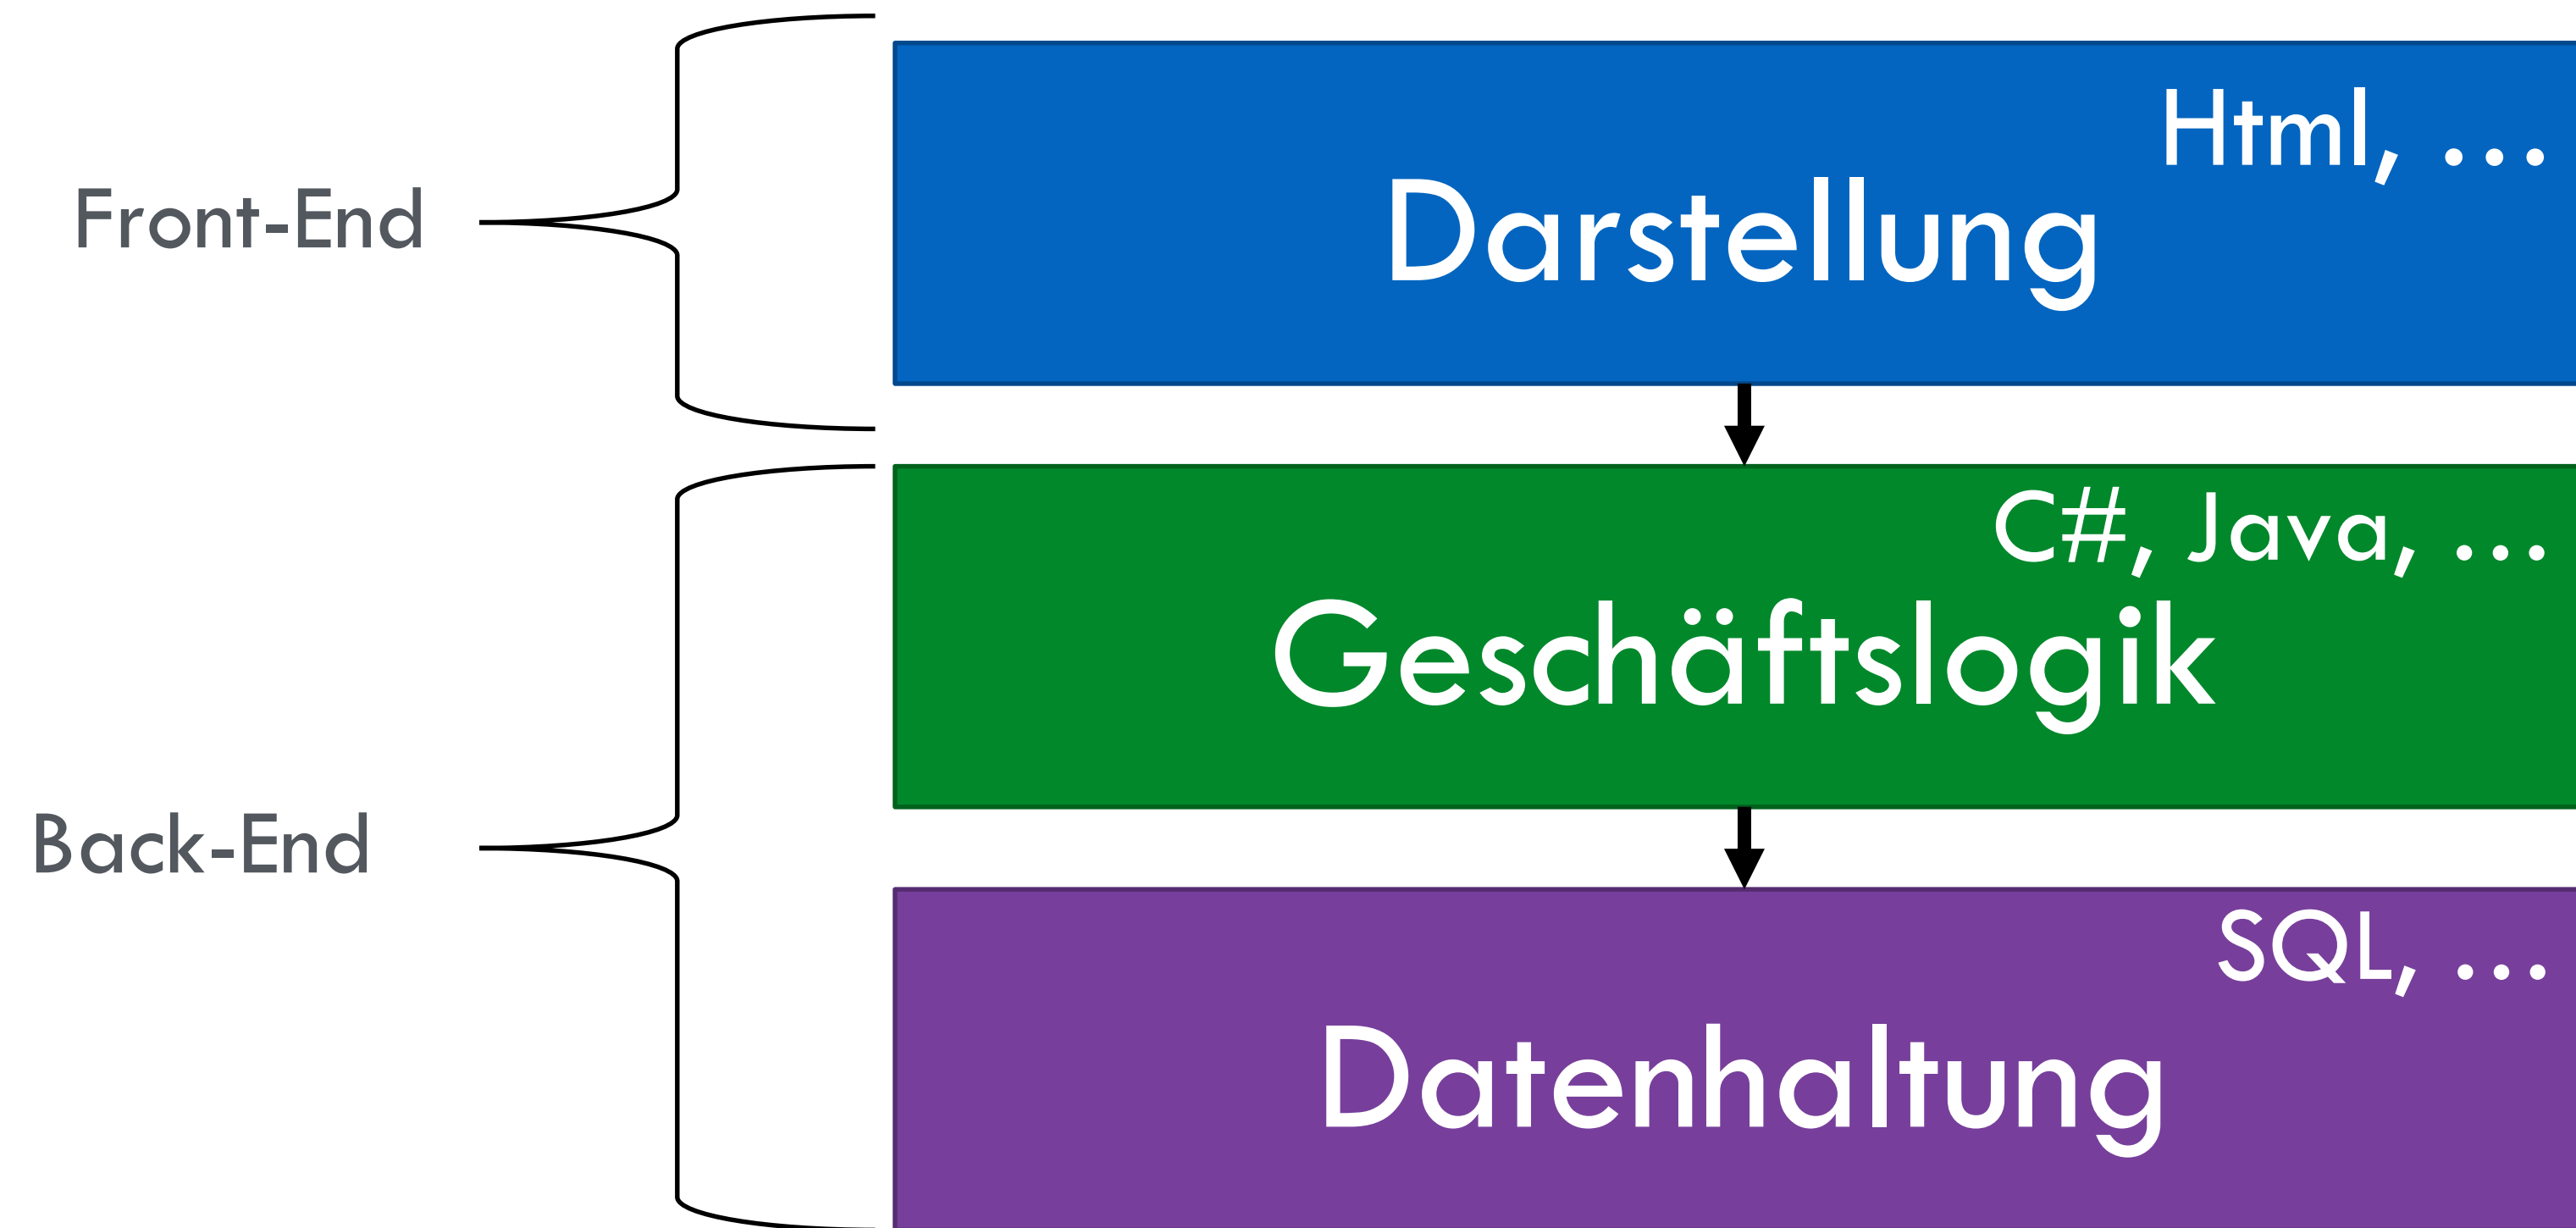 Html, ...
Front-End
Darstellung
C#, Java, ...
Geschäftslogik
Back-End
SQL, ...
Datenhaltung